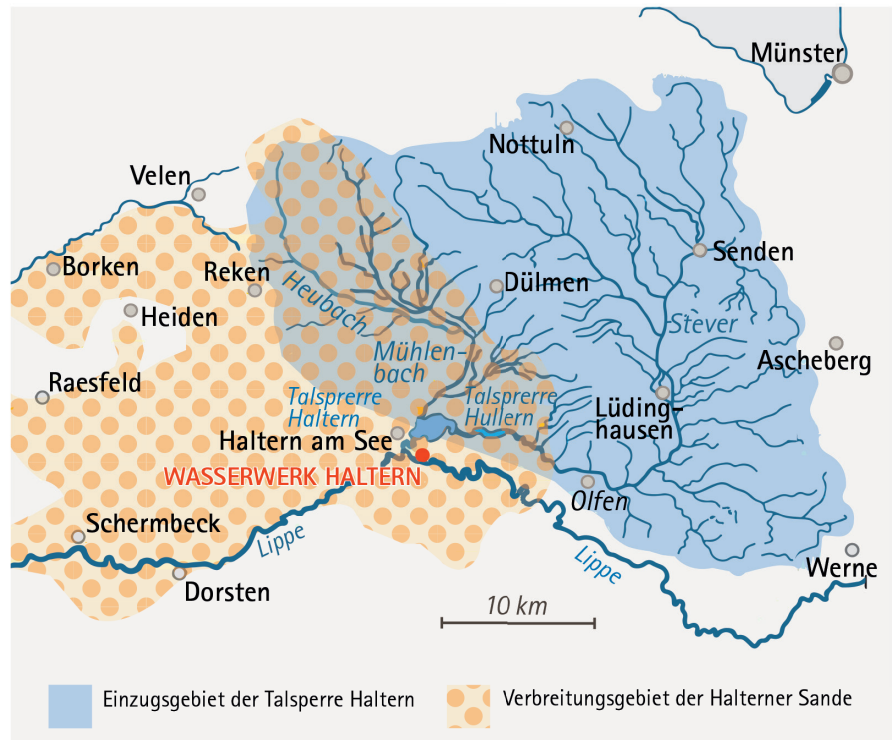 Münster
Nottuln
Velen
Senden
Borken
Reken
Dülmen
Heubach
Heiden
Stever
Mühlen-
bach
Ascheberg
Raesfeld
Talsprerre
Haltern
Talsprerre
Hullern
Lüding-
hausen
Haltern am See
WASSERWERK HALTERN
Olfen
Schermbeck
Lippe
Lippe
Werne
Dorsten
10 km
Einzugsgebiet der Talsperre Haltern
Verbreitungsgebiet der Halterner Sande